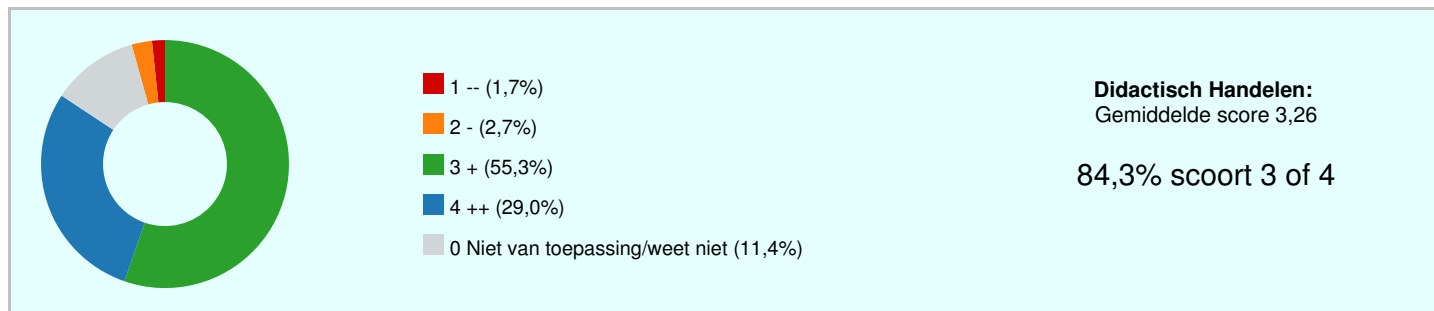 1 -- (1,7%)
2 - (2,7%)
3 + (55,3%)
4 ++ (29,0%)
0 Niet van toepassing/weet niet (11,4%)
Didactisch Handelen:
Gemiddelde score 3,26
84,3% scoort 3 of 4